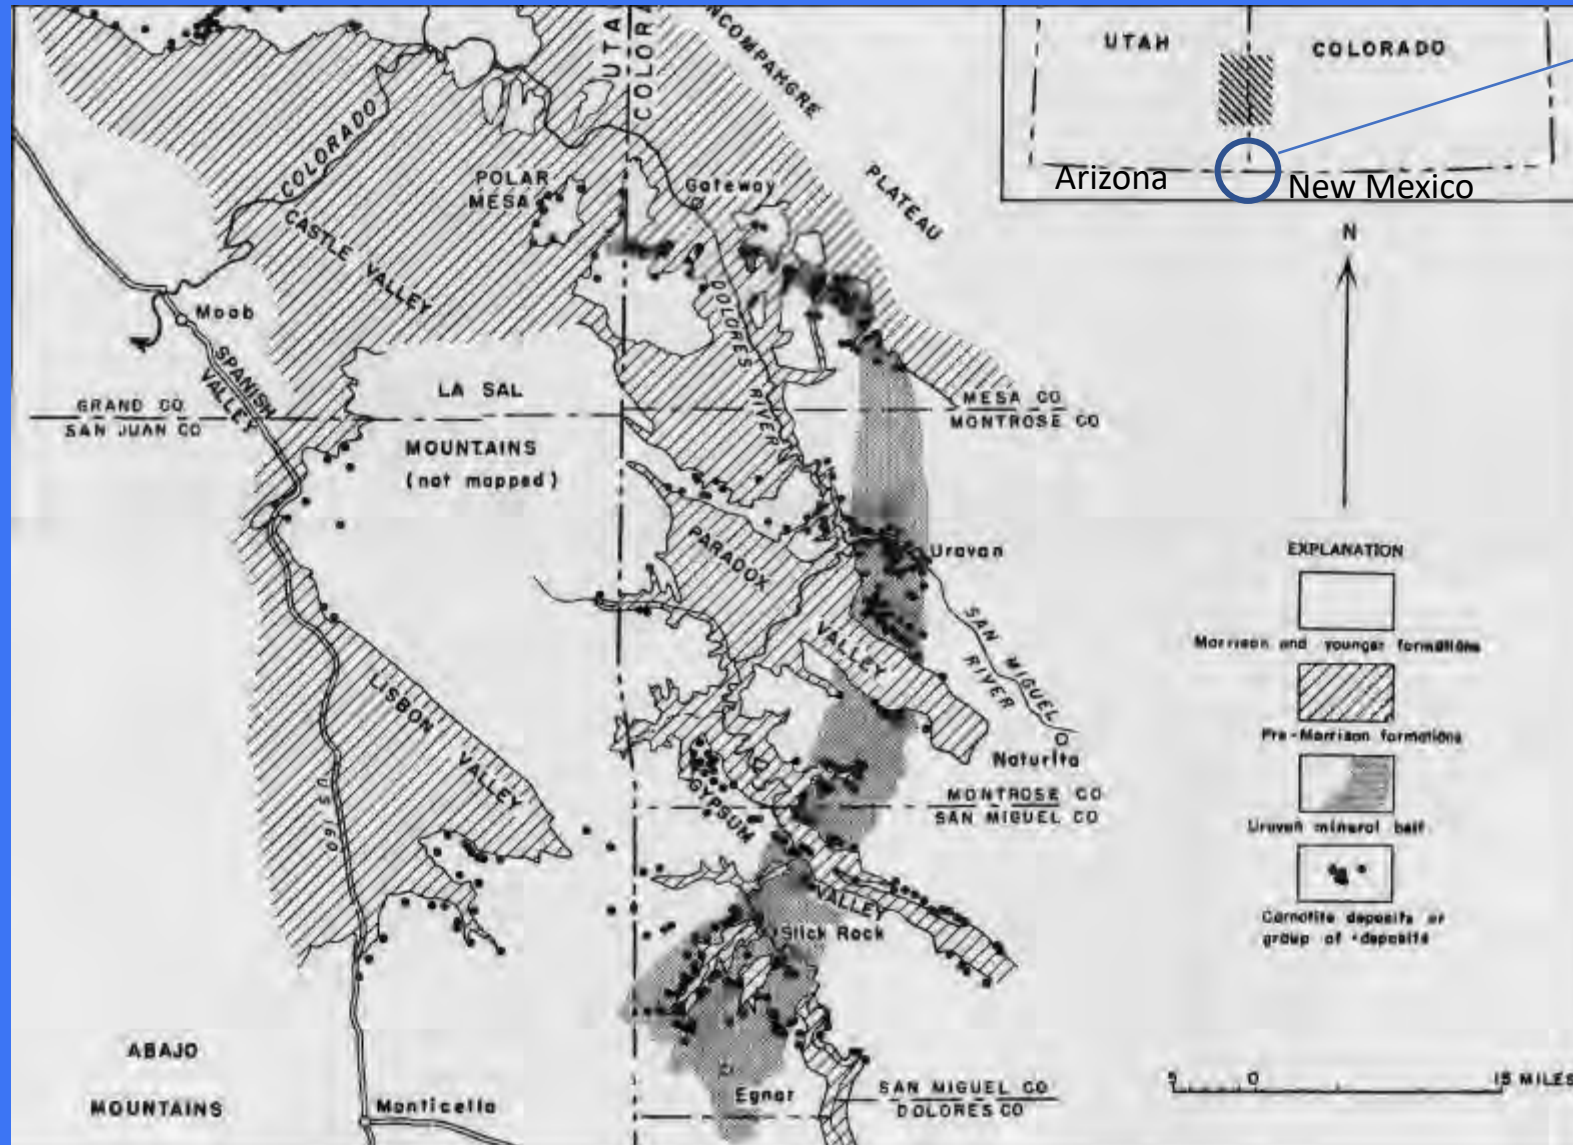 UTAH
COLORA
NCOMPAHGRE
PLATEAU
UTAH
COLORADO
Arizona
New Mexico
N
COLORADO
POLAR
MESA
Gateway
CASTLE VALLEY
DOLORES
RIVER
Moab
SPANISH
VALLEY
LA SAL
MOUNTAINS
(not mapped)
GRAND CO
SAN JUAN CO
MESA CO
MONTROSE CO
PARADOX
VALLEY
Uravan
SAN MIGUEL
RIVER
Naturita
LISBON
VALLEY
US 160
GYPSUM
VALLEY
MONTROSE CO
SAN MIGUEL CO
Slick Rock
Egnar
SAN MIGUEL CO
DOLORES CO
ABAJO
MOUNTAINS
Monticello
EXPLANATION
Morrison and younger formations
Pre-Morrison formations
Uravan mineral belt
Carnotite deposits or
group of deposits
5 0 15 MILES